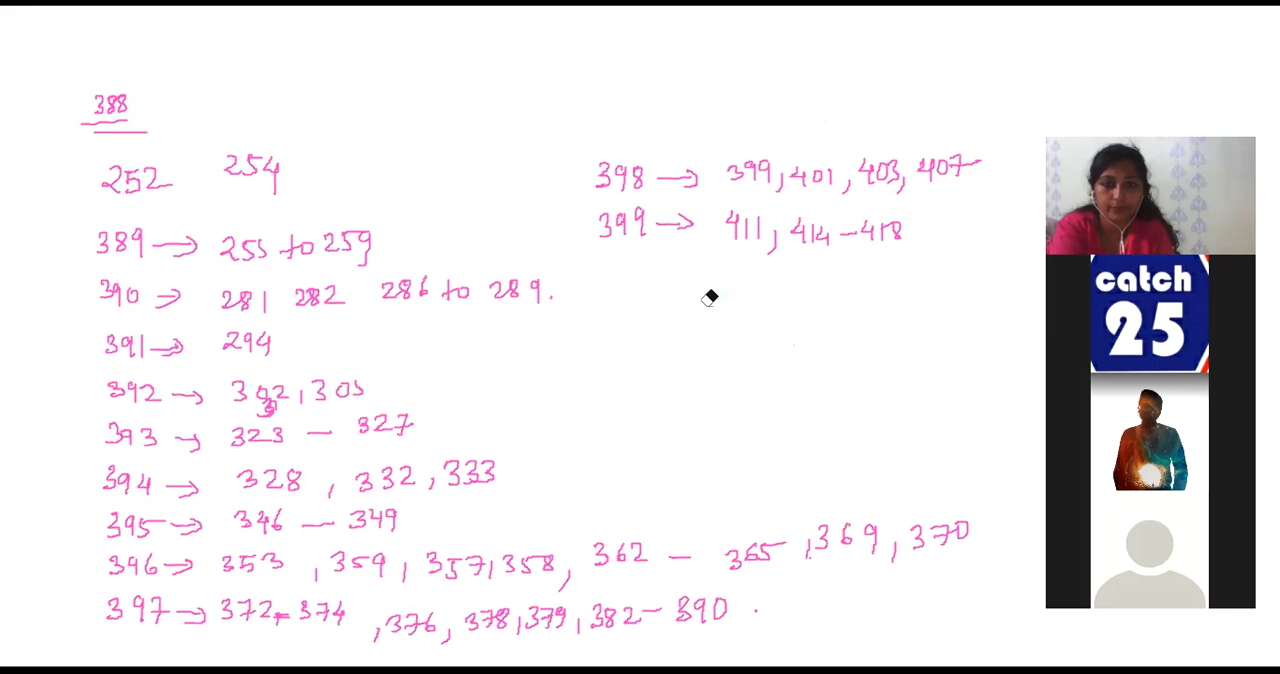 388
252 254
389 → 255 to 259
390 → 281 282 286 to 289.
391 → 294
392 → 302, 305
393 → 323 – 327
394 → 328, 332, 333
395 → 346 – 349
396 → 353, 359, 357, 358, 362 – 365, 369, 370
397 → 372 – 374, 376, 378, 379, 382 – 390.
398 → 399, 401, 403, 407
399 → 411, 414 – 418
catch
25